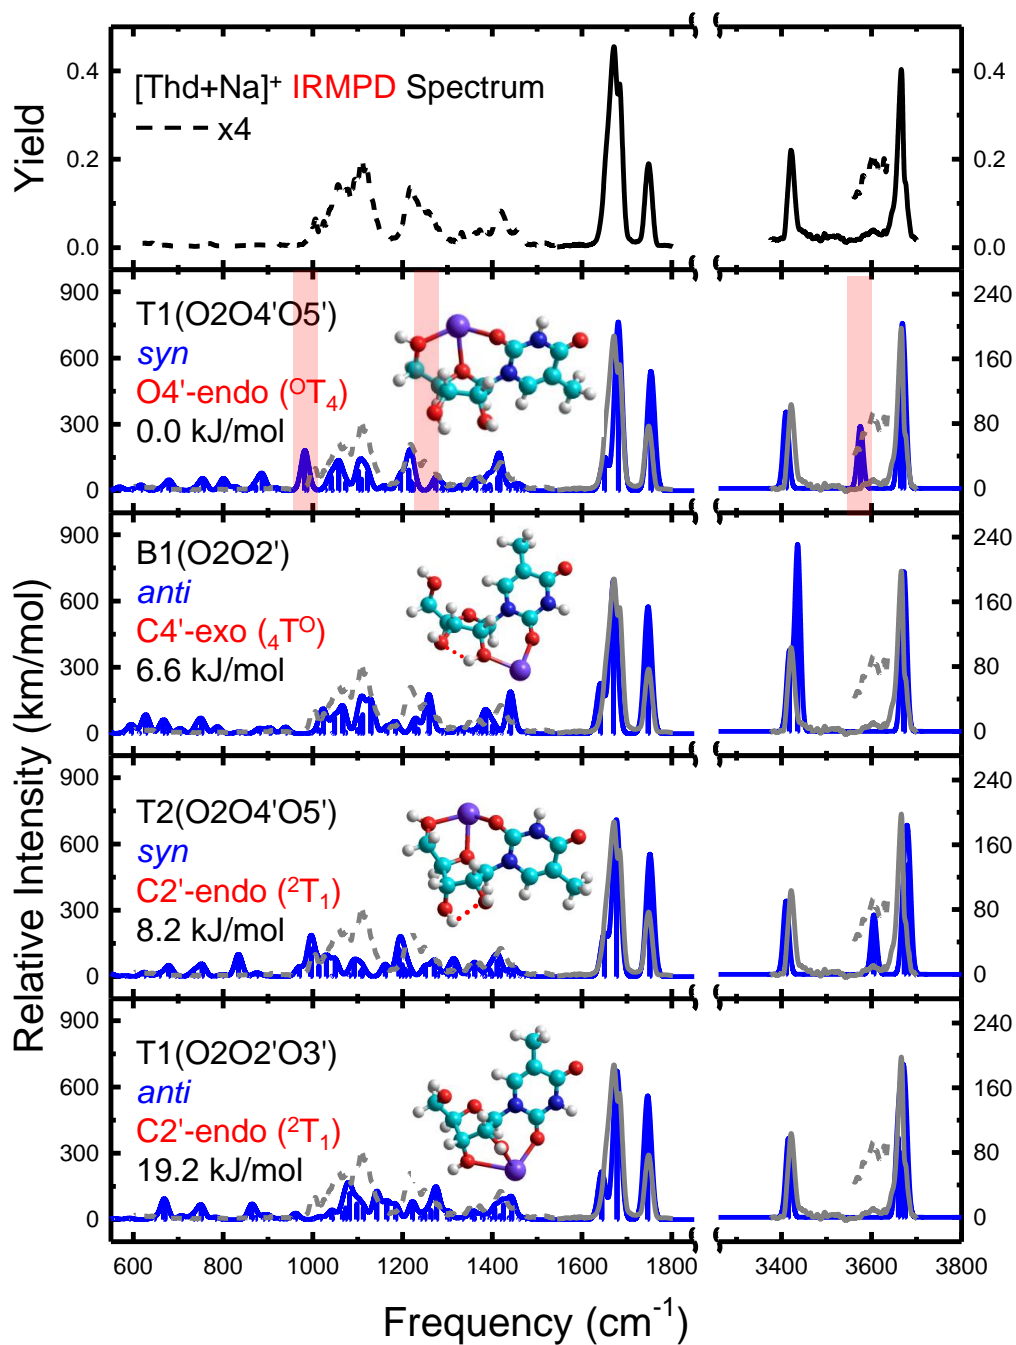 [Thd+Na]⁺ IRMPD Spectrum
x4
Yield
0.4
0.2
0.0
0.4
0.2
0.0
T1(O2O4'O5')
syn
O4'-endo (ᴼT₄)
0.0 kJ/mol
900
600
300
0
240
160
80
0
B1(O2O2')
anti
C4'-exo (₄Tᴼ)
6.6 kJ/mol
900
600
300
0
240
160
80
0
T2(O2O4'O5')
syn
C2'-endo (²T₁)
8.2 kJ/mol
900
600
300
0
240
160
80
0
T1(O2O2'O3')
anti
C2'-endo (²T₁)
19.2 kJ/mol
900
600
300
0
240
160
80
0
Relative Intensity (km/mol)
600 800 1000 1200 1400 1600 1800 3400 3600 3800
Frequency (cm⁻¹)